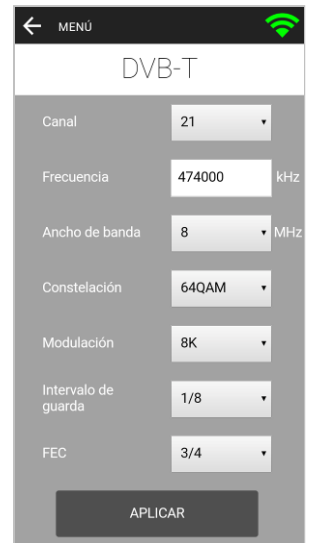 MENÚ
DVB-T
Canal 21
Frecuencia 474000 kHz
Ancho de banda 8 MHz
Constelación 64QAM
Modulación 8K
Intervalo de
guarda 1/8
FEC 3/4
APLICAR